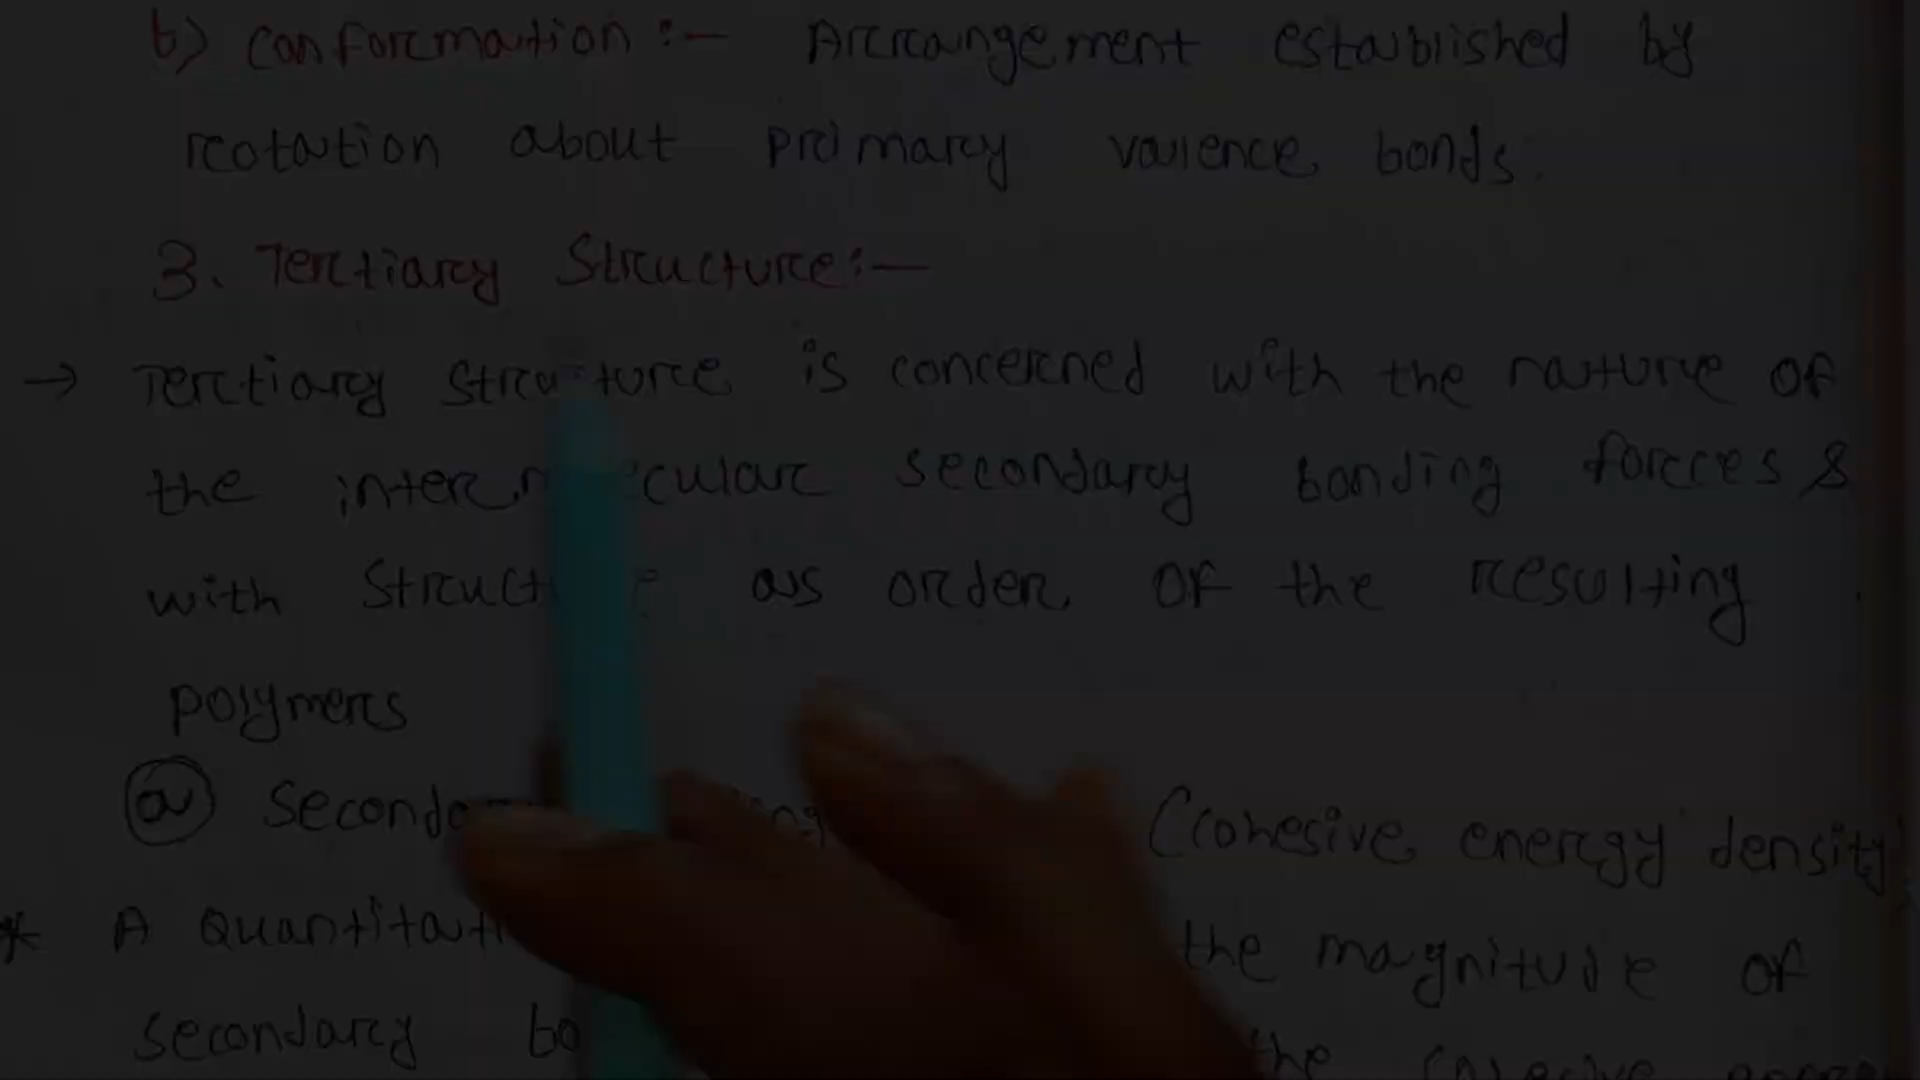 b) Conformation :- Arrangement established by
rotation about primary valence bonds.
3. Tertiary Structure :-
→ Tertiary structure is concerned with the nature of
the secondary bonding forces &
with as order of the resulting
polymers
(a) (Cohesive energy density)
* A the magnitude of
secondary the